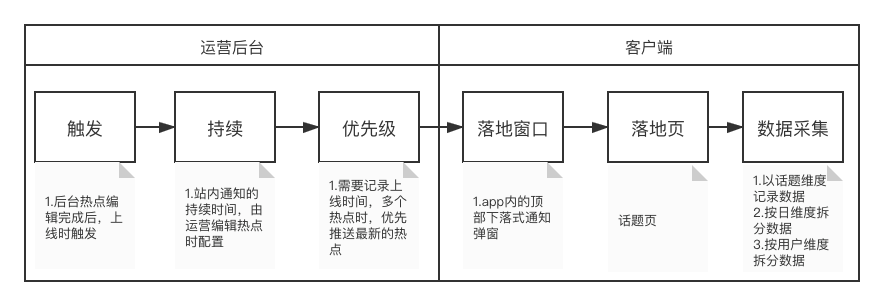 运营后台
客户端
触发
持续
优先级
落地窗口
落地页
数据采集
1.后台热点编
辑完成后，上
线时触发
1.站内通知的
持续时间，由
运营编辑热点
时配置
1.需要记录上
线时间，多个
热点时，优先
推送最新的热
点
1.app内的顶
部下落式通知
弹窗
话题页
1.以话题维度
记录数据
2.按日维度拆
分数据
3.按用户维度
拆分数据